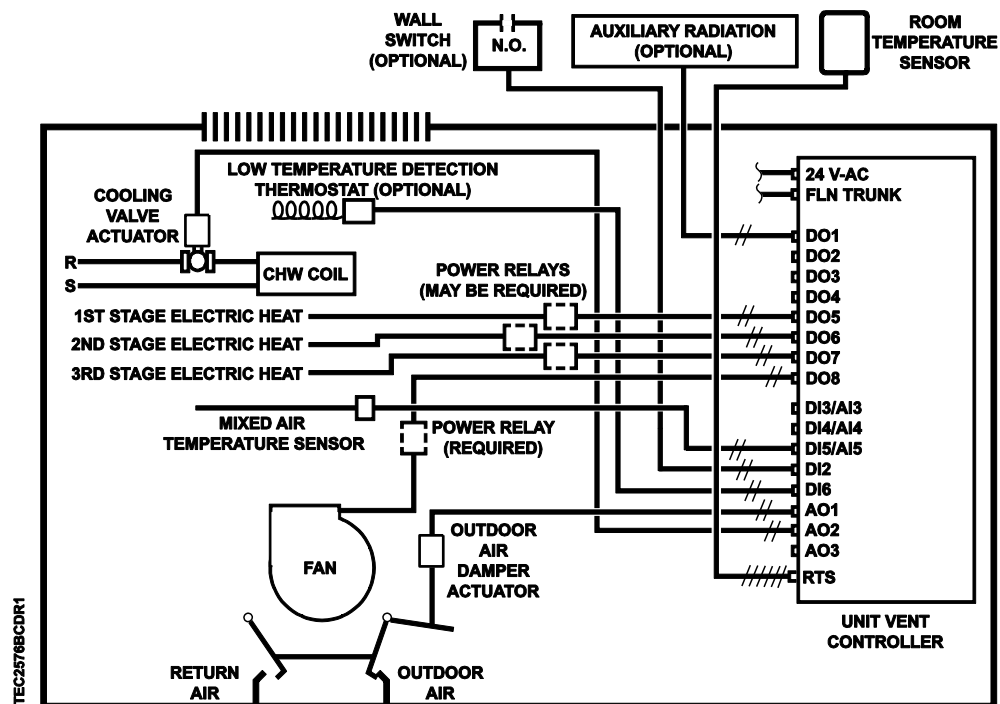 WALL
SWITCH
(OPTIONAL)
N.O.
AUXILIARY RADIATION
(OPTIONAL)
ROOM
TEMPERATURE
SENSOR
LOW TEMPERATURE DETECTION
THERMOSTAT (OPTIONAL)
COOLING
VALVE
ACTUATOR
R
S
CHW COIL
POWER RELAYS
(MAY BE REQUIRED)
1ST STAGE ELECTRIC HEAT
2ND STAGE ELECTRIC HEAT
3RD STAGE ELECTRIC HEAT
MIXED AIR
TEMPERATURE SENSOR
POWER RELAY
(REQUIRED)
FAN
OUTDOOR
AIR
DAMPER
ACTUATOR
RETURN
AIR
OUTDOOR
AIR
24 V-AC
FLN TRUNK
DO1
DO2
DO3
DO4
DO5
DO6
DO7
DO8
DI3/AI3
DI4/AI4
DI5/AI5
DI2
DI6
AO1
AO2
AO3
RTS
UNIT VENT
CONTROLLER
TEC2576BCDR1